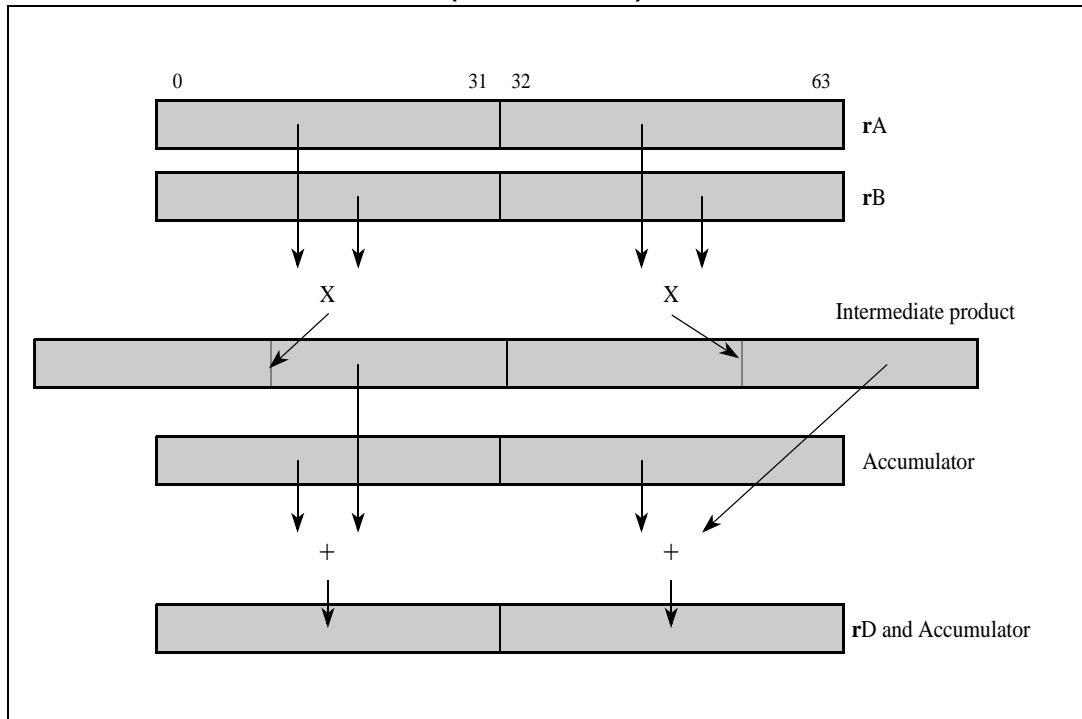 0 31 32 63
rA
rB
X X
Intermediate product
Accumulator
+ +
rD and Accumulator